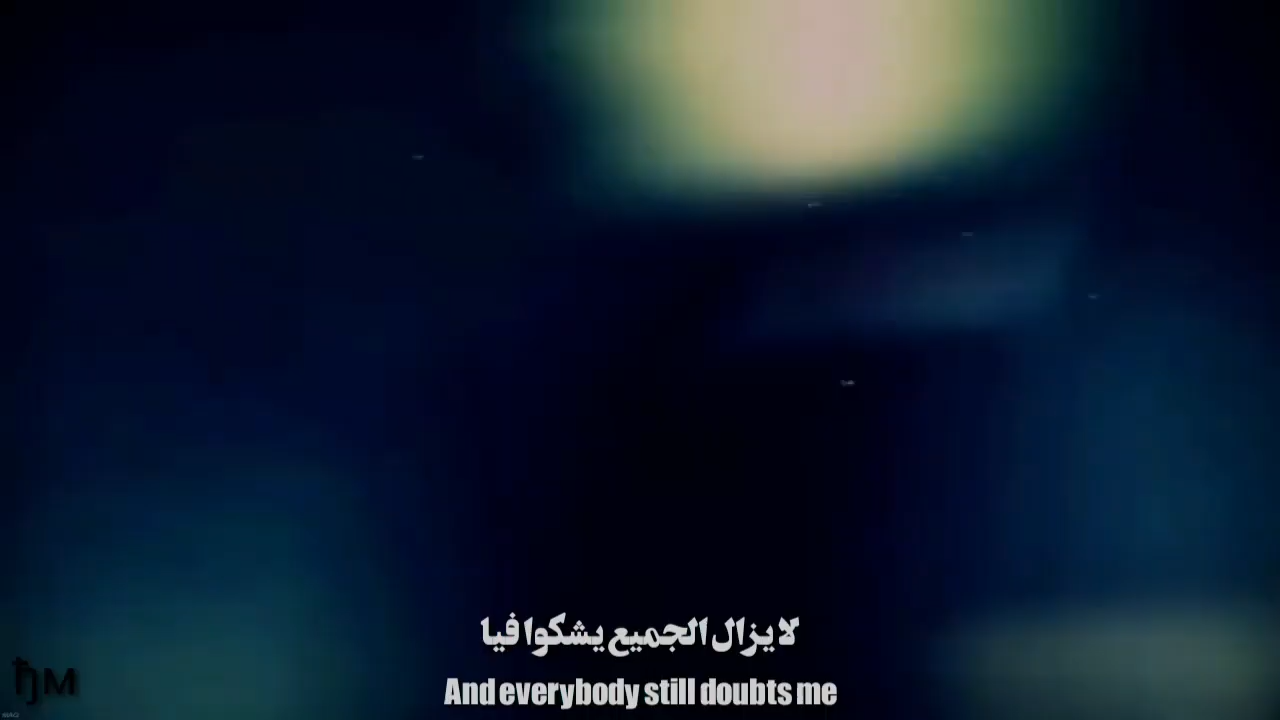 لا يزال الجميع يشكوا فيا
And everybody still doubts me